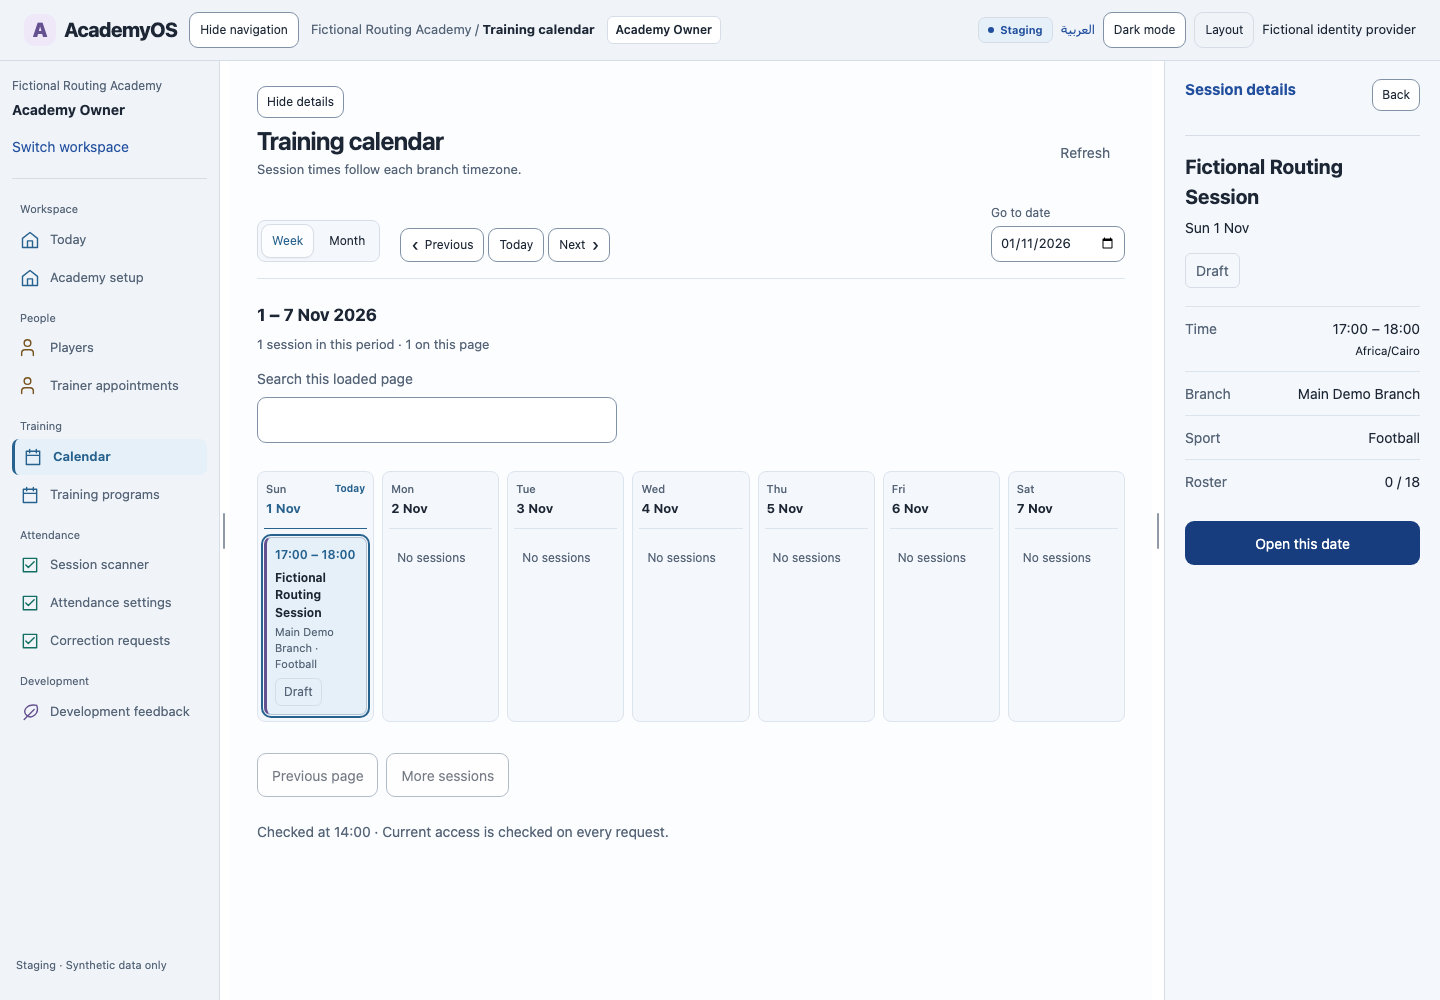 A AcademyOS
Hide navigation
Fictional Routing Academy / Training calendar
Academy Owner
Staging
العربية
Dark mode
Layout
Fictional identity provider
Fictional Routing Academy
Academy Owner
Switch workspace
Workspace
Today
Academy setup
People
Players
Trainer appointments
Training
Calendar
Training programs
Attendance
Session scanner
Attendance settings
Correction requests
Development
Development feedback
Staging · Synthetic data only
Hide details
Training calendar
Session times follow each branch timezone.
Refresh
Week
Month
‹ Previous
Today
Next ›
Go to date
01/11/2026
1 – 7 Nov 2026
1 session in this period · 1 on this page
Search this loaded page
Sun Today
1 Nov
17:00 – 18:00
Fictional
Routing
Session
Main Demo
Branch ·
Football
Draft
Mon
2 Nov
No sessions
Tue
3 Nov
No sessions
Wed
4 Nov
No sessions
Thu
5 Nov
No sessions
Fri
6 Nov
No sessions
Sat
7 Nov
No sessions
Previous page
More sessions
Checked at 14:00 · Current access is checked on every request.
Session details
Back
Fictional Routing
Session
Sun 1 Nov
Draft
Time 17:00 – 18:00
Africa/Cairo
Branch Main Demo Branch
Sport Football
Roster 0 / 18
Open this date